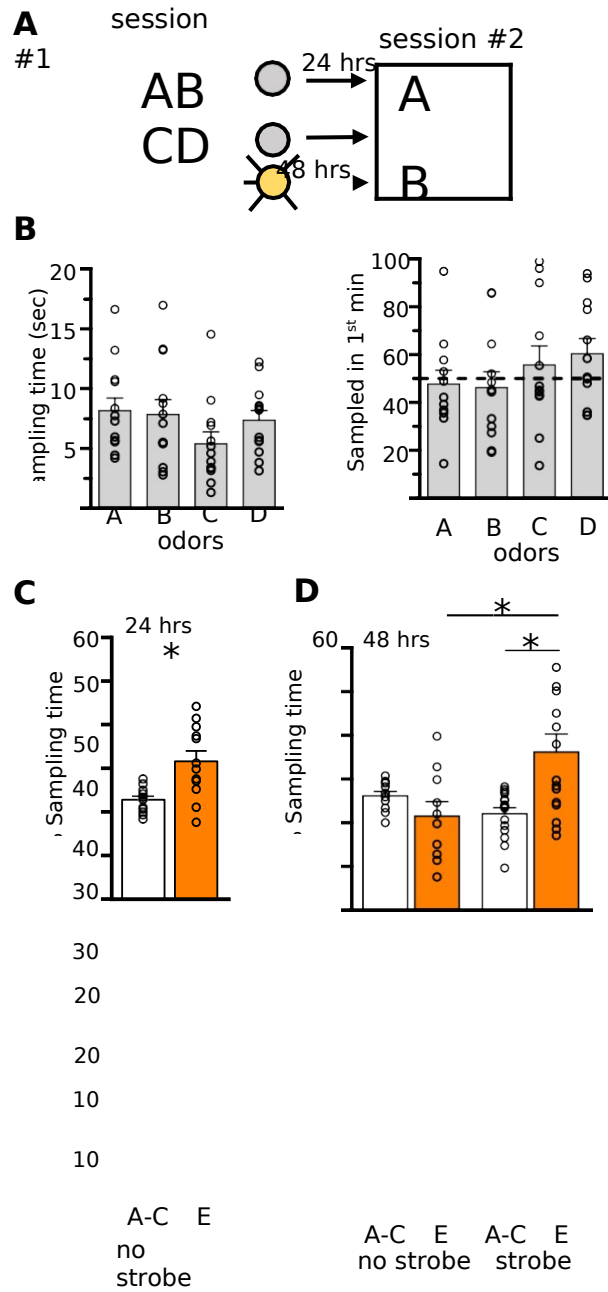 A
session
#1
session #2
24 hrs
AB
A
CD
48 hrs
B
B
20
15
10
5
ampling time (sec)
A B C D
odors
100
60
40
20
Sampled in 1st min
A B C D
odors
C
24 hrs
*
60
50
50
40
40
30
30
20
20
10
10
Sampling time
A-C E
no
strobe
D
*
*
60
48 hrs
Sampling time
A-C E A-C E
no strobe strobe